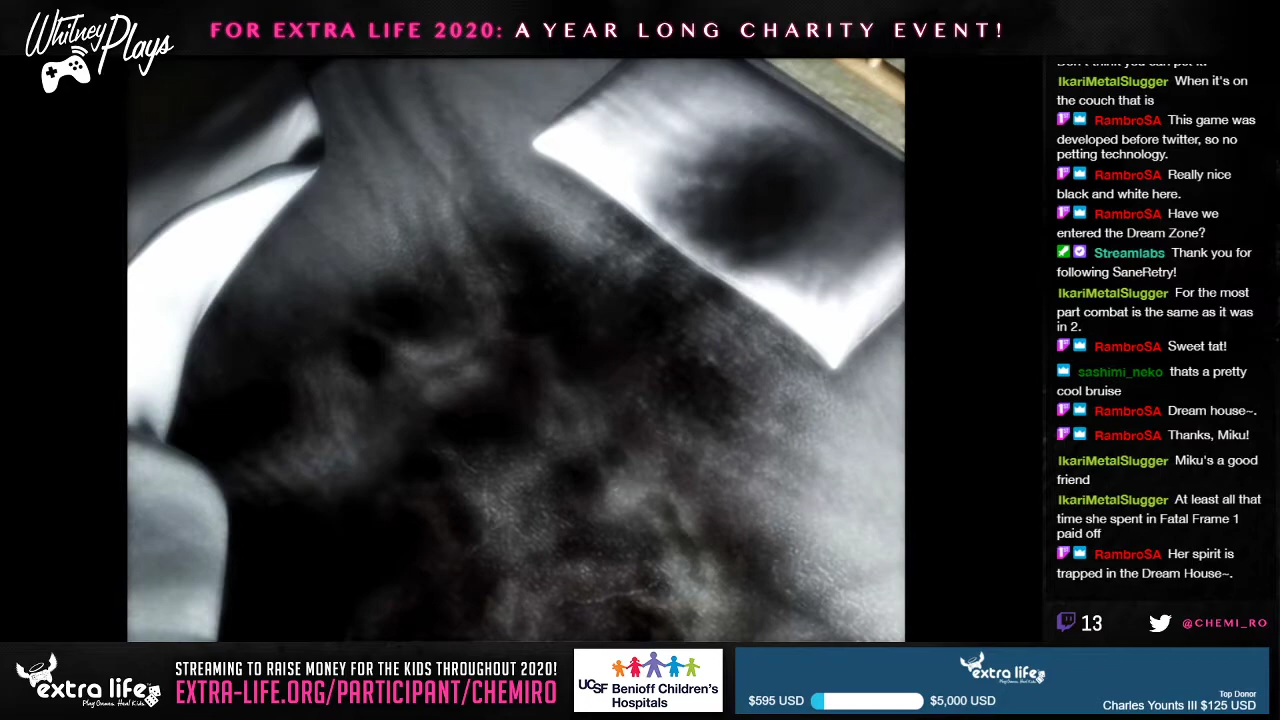 Whitney Plays
FOR EXTRA LIFE 2020: A YEAR LONG CHARITY EVENT!
IkariMetalSlugger When it's on
the couch that is
RambroSA This game was
developed before twitter, so no
petting technology.
RambroSA Really nice
black and white here.
RambroSA Have we
entered the Dream Zone?
Streamlabs Thank you for
following SaneRetry!
IkariMetalSlugger For the most
part combat is the same as it was
in 2.
RambroSA Sweet tat!
sashimi_neko thats a pretty
cool bruise
RambroSA Dream house~.
RambroSA Thanks, Miku!
IkariMetalSlugger Miku's a good
friend
IkariMetalSlugger At least all that
time she spent in Fatal Frame 1
paid off
RambroSA Her spirit is
trapped in the Dream House~.
13
@CHEMI_RO
extra life
Play Games. Heal Kids.
STREAMING TO RAISE MONEY FOR THE KIDS THROUGHOUT 2020!
EXTRA-LIFE.ORG/PARTICIPANT/CHEMIRO
UCSF Benioff Children's
Hospitals
extra life
Play Games. Heal Kids.
$595 USD
$5,000 USD
Top Donor
Charles Younts III $125 USD